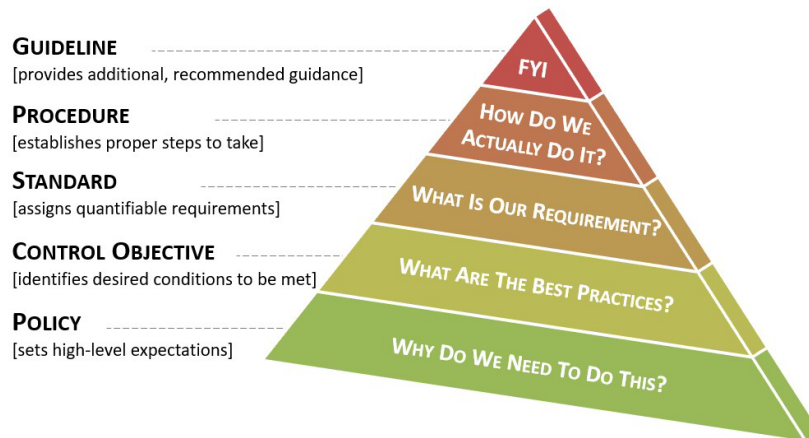 GUIDELINE
[provides additional, recommended guidance]
FYI
PROCEDURE
[establishes proper steps to take]
HOW DO WE
ACTUALLY DO IT?
STANDARD
[assigns quantifiable requirements]
WHAT IS OUR REQUIREMENT?
CONTROL OBJECTIVE
[identifies desired conditions to be met]
WHAT ARE THE BEST PRACTICES?
POLICY
[sets high-level expectations]
WHY DO WE NEED TO DO THIS?